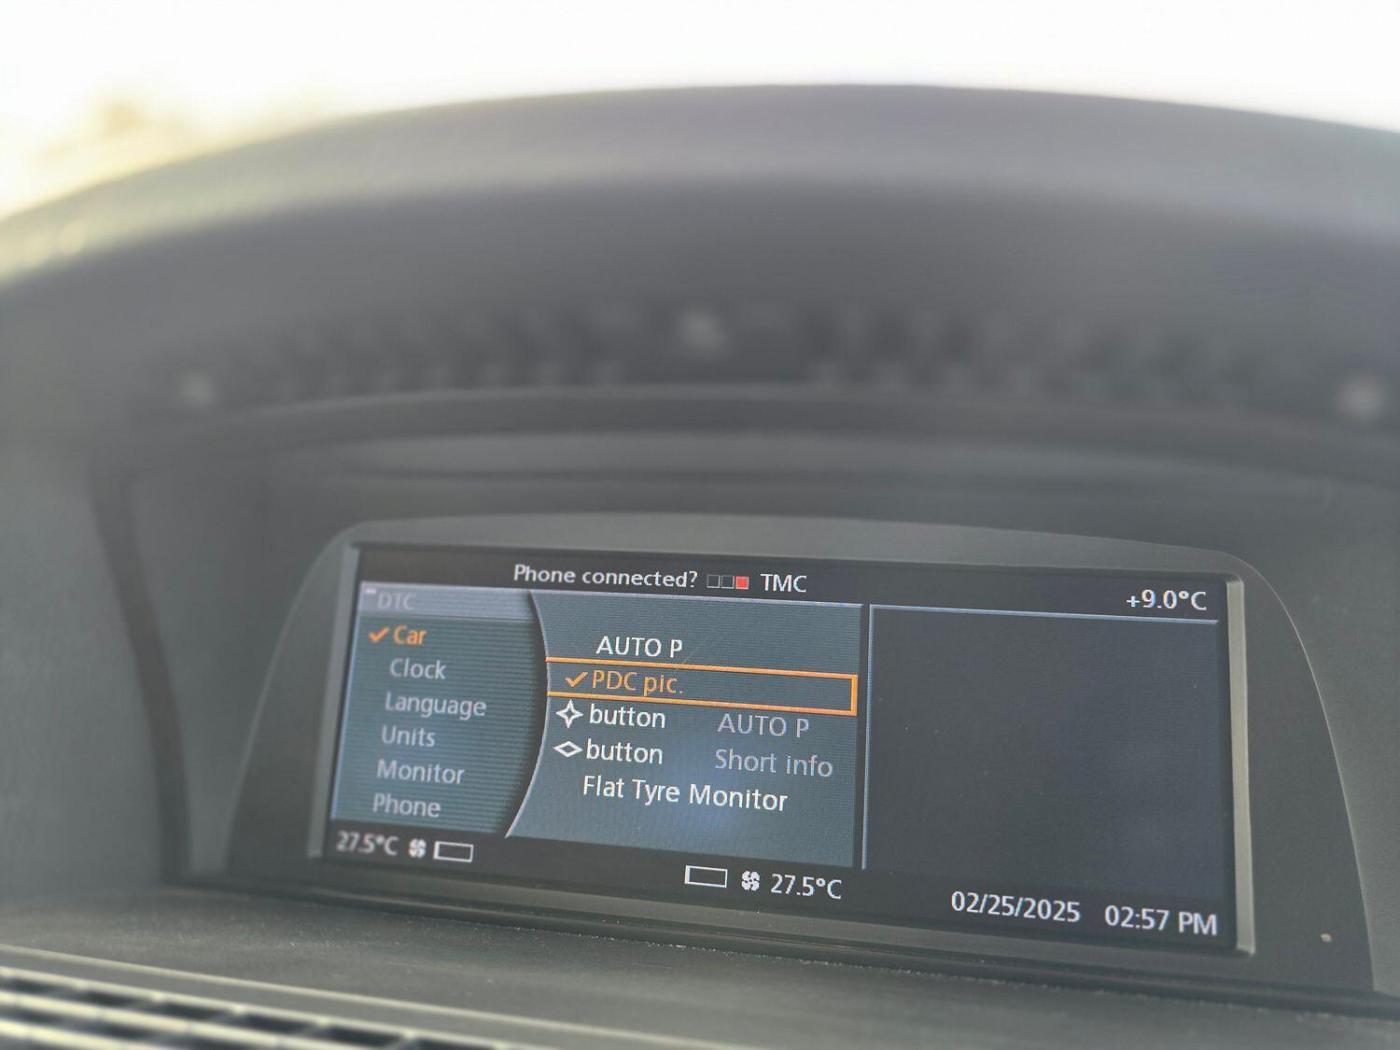 Phone connected? TMC
+9.0°C
DTC
Car
Clock
Language
Units
Monitor
Phone
AUTO P
PDC pic.
button AUTO P
button Short info
Flat Tyre Monitor
27.5°C
27.5°C
02/25/2025 02:57 PM